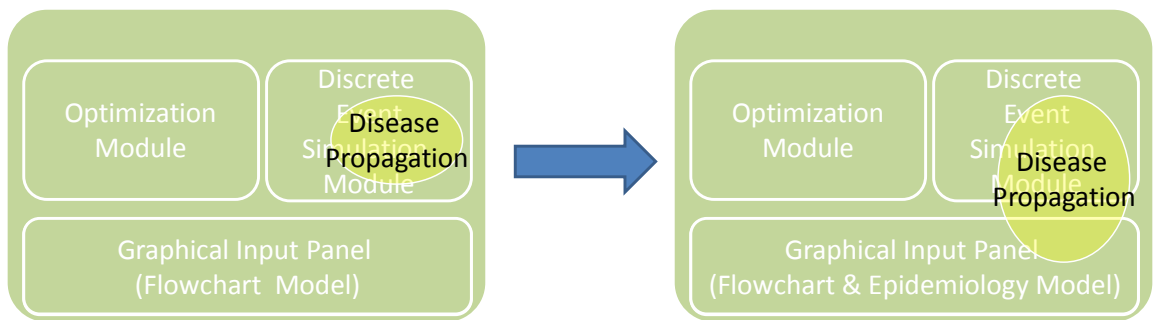 Optimization
Module
Discrete
Event
Simulation
Module
Disease
Propagation
Graphical Input Panel
(Flowchart Model)
Optimization
Module
Discrete
Event
Simulation
Module
Disease
Propagation
Graphical Input Panel
(Flowchart & Epidemiology Model)